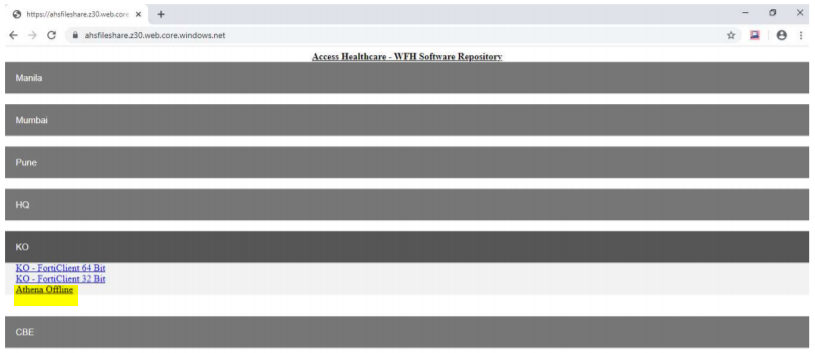 https://ahsfileshare.z30.web.core
ahsfileshare.z30.web.core.windows.net
Access Healthcare - WFH Software Repository
Manila
Mumbai
Pune
HQ
KO
KO - FortiClient 64 Bit
KO - FortiClient 32 Bit
Athena Offline
CBE